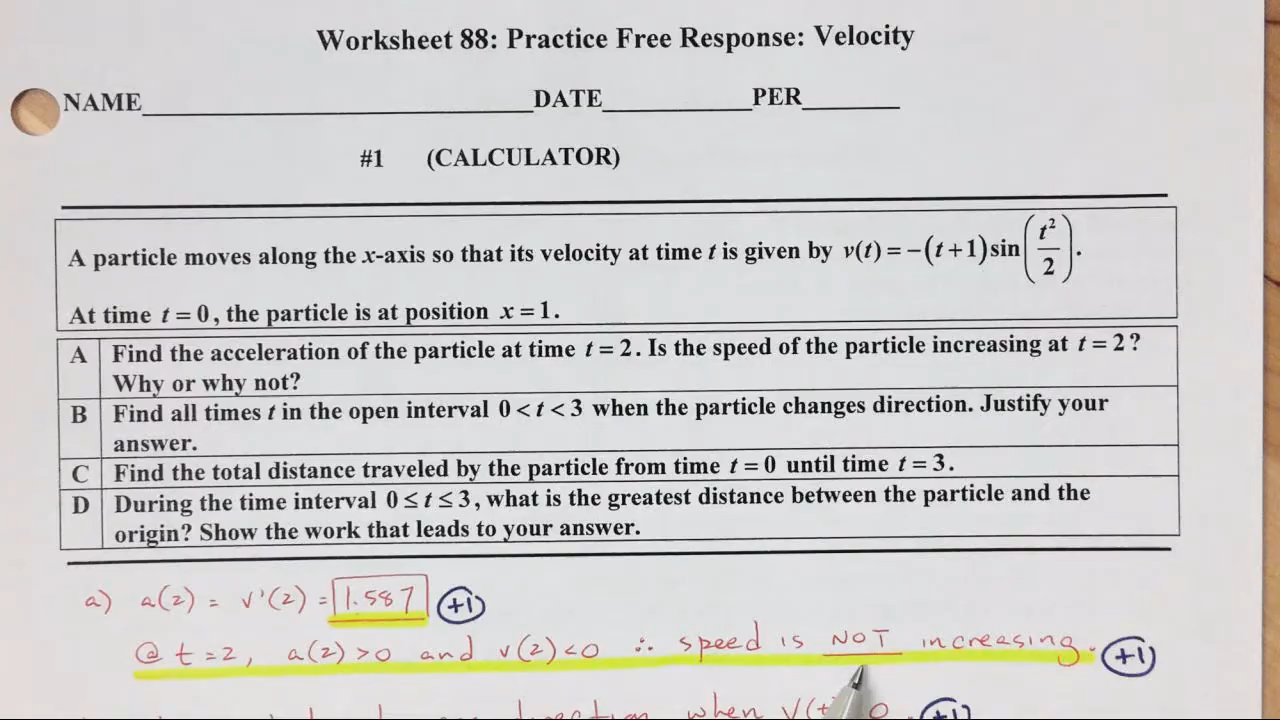 Worksheet 88: Practice Free Response: Velocity
NAME____________________DATE__________PER_______
#1 (CALCULATOR)
A particle moves along the x-axis so that its velocity at time t is given by v(t) = −(t+1)sin(t²/2).
At time t = 0, the particle is at position x = 1.
A Find the acceleration of the particle at time t = 2. Is the speed of the particle increasing at t = 2?
Why or why not?
B Find all times t in the open interval 0 < t < 3 when the particle changes direction. Justify your
answer.
C Find the total distance traveled by the particle from time t = 0 until time t = 3.
D During the time interval 0 ≤ t ≤ 3, what is the greatest distance between the particle and the
origin? Show the work that leads to your answer.
a) a(2) = v'(2) = 1.587 +1
@ t=2, a(2)>0 and v(2)<0 ∴ speed is NOT increasing. +1
direction when v(t) 0 +1